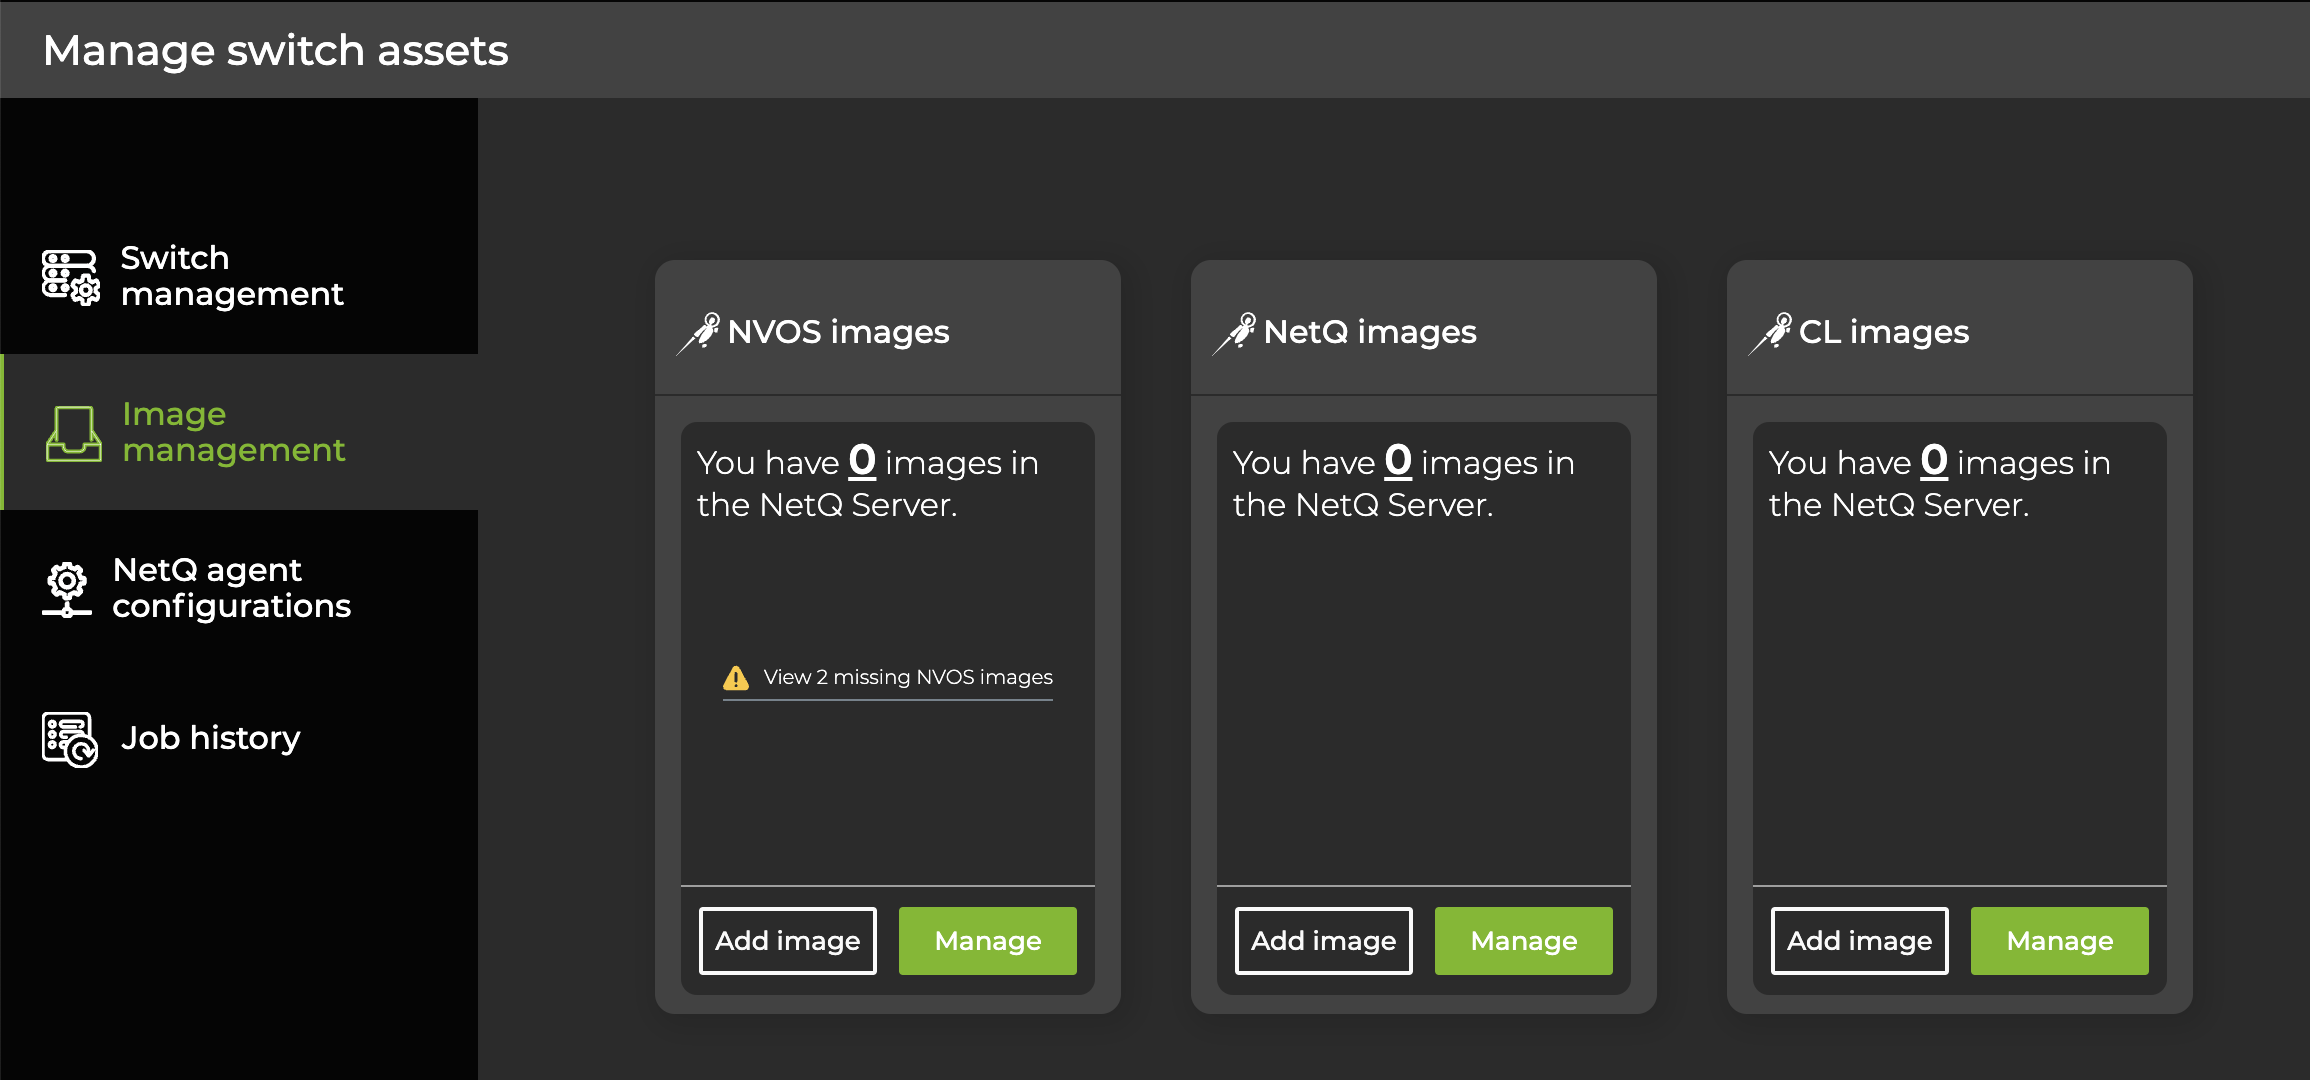 Manage switch assets
Switch
management
Image
management
NetQ agent
configurations
Job history
NVOS images
You have 0 images in
the NetQ Server.
View 2 missing NVOS images
Add image
Manage
NetQ images
You have 0 images in
the NetQ Server.
Add image
Manage
CL images
You have 0 images in
the NetQ Server.
Add image
Manage